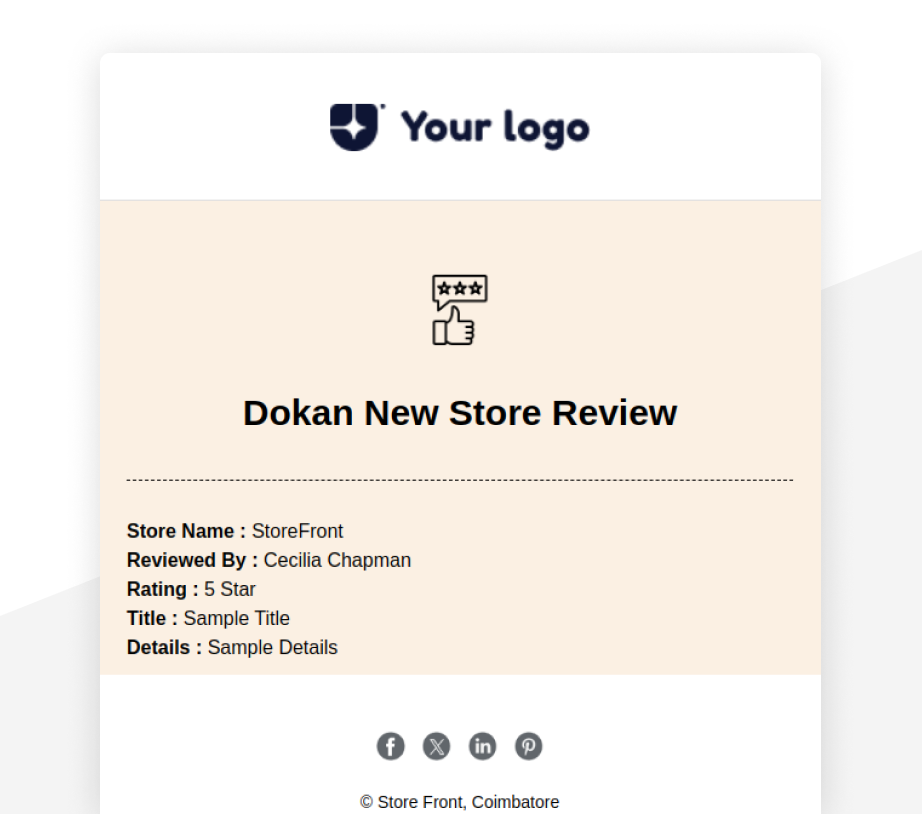 Your logo
Dokan New Store Review
Store Name : StoreFront
Reviewed By : Cecilia Chapman
Rating : 5 Star
Title : Sample Title
Details : Sample Details
© Store Front, Coimbatore